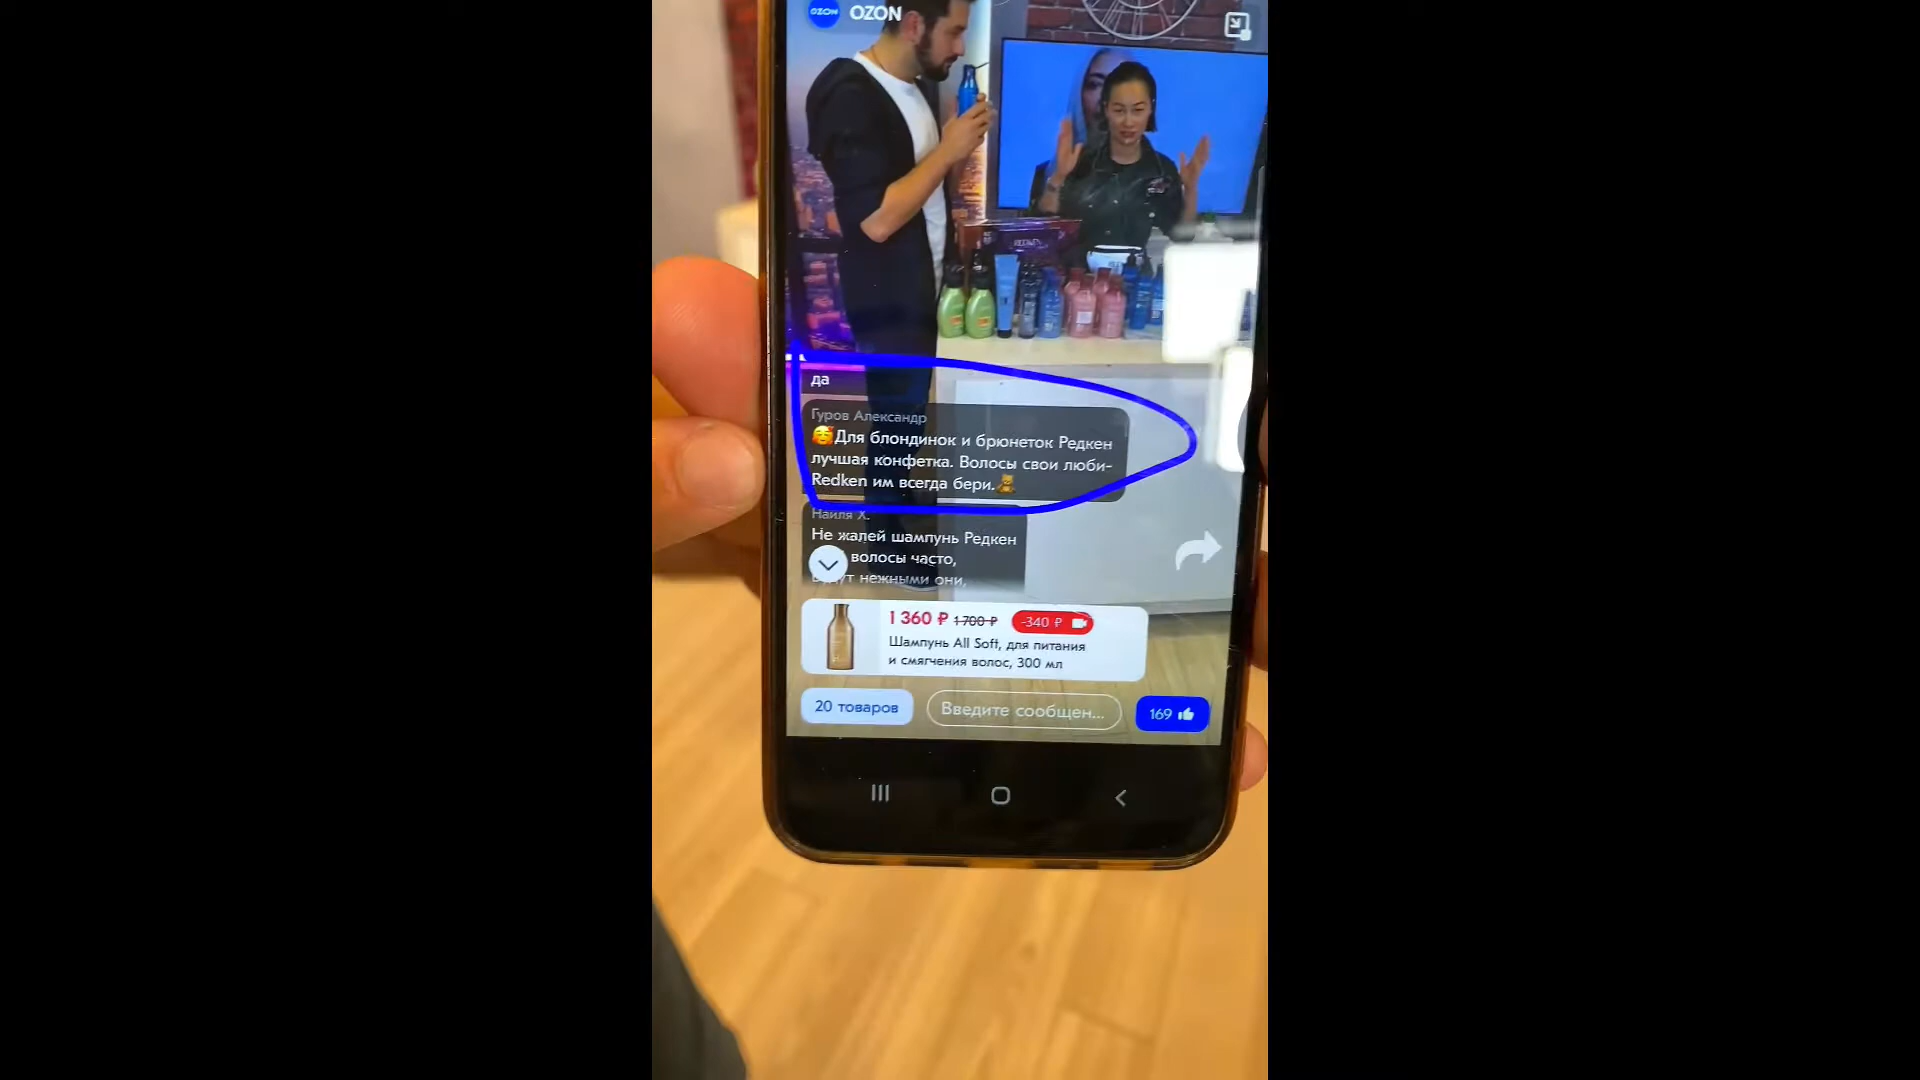 OZON OZON
REDKEN
да
Гуров Александр
🥰Для блондинок и брюнеток Редкен
лучшая конфетка. Волосы свои люби-
Redken им всегда бери.🧸
Наиля Х.
Не жалей шампунь Редкен
волосы часто,
нежными они,
1 360 ₽ 1 700 ₽ -340 ₽
Шампунь All Soft, для питания
и смягчения волос, 300 мл
20 товаров
Введите сообщен...
169